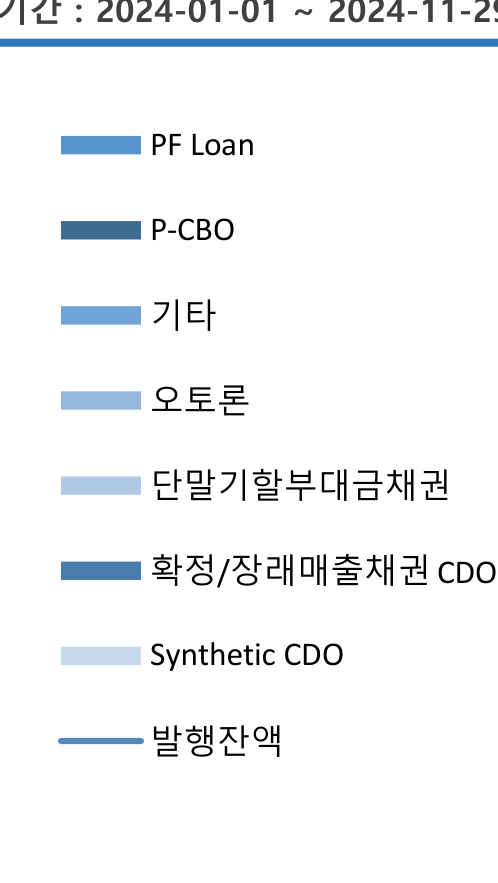 기간 : 2024-01-01 ~ 2024-11-29
PF Loan
P-CBO
기타
오토론
단말기할부대금채권
확정/장래매출채권 CDO
Synthetic CDO
발행잔액